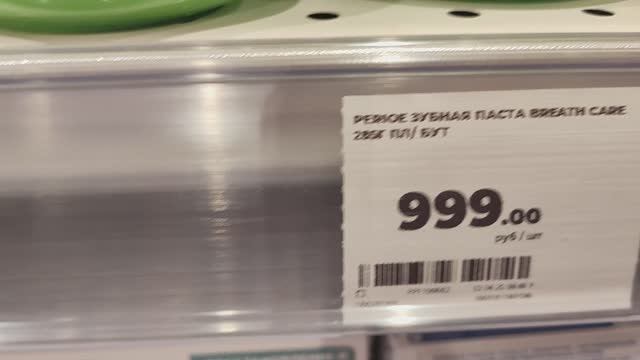 PERIOE ЗУБНАЯ ПАСТА BREATH CARE
285Г ПЛ/ БУТ
999.00
руб / шт